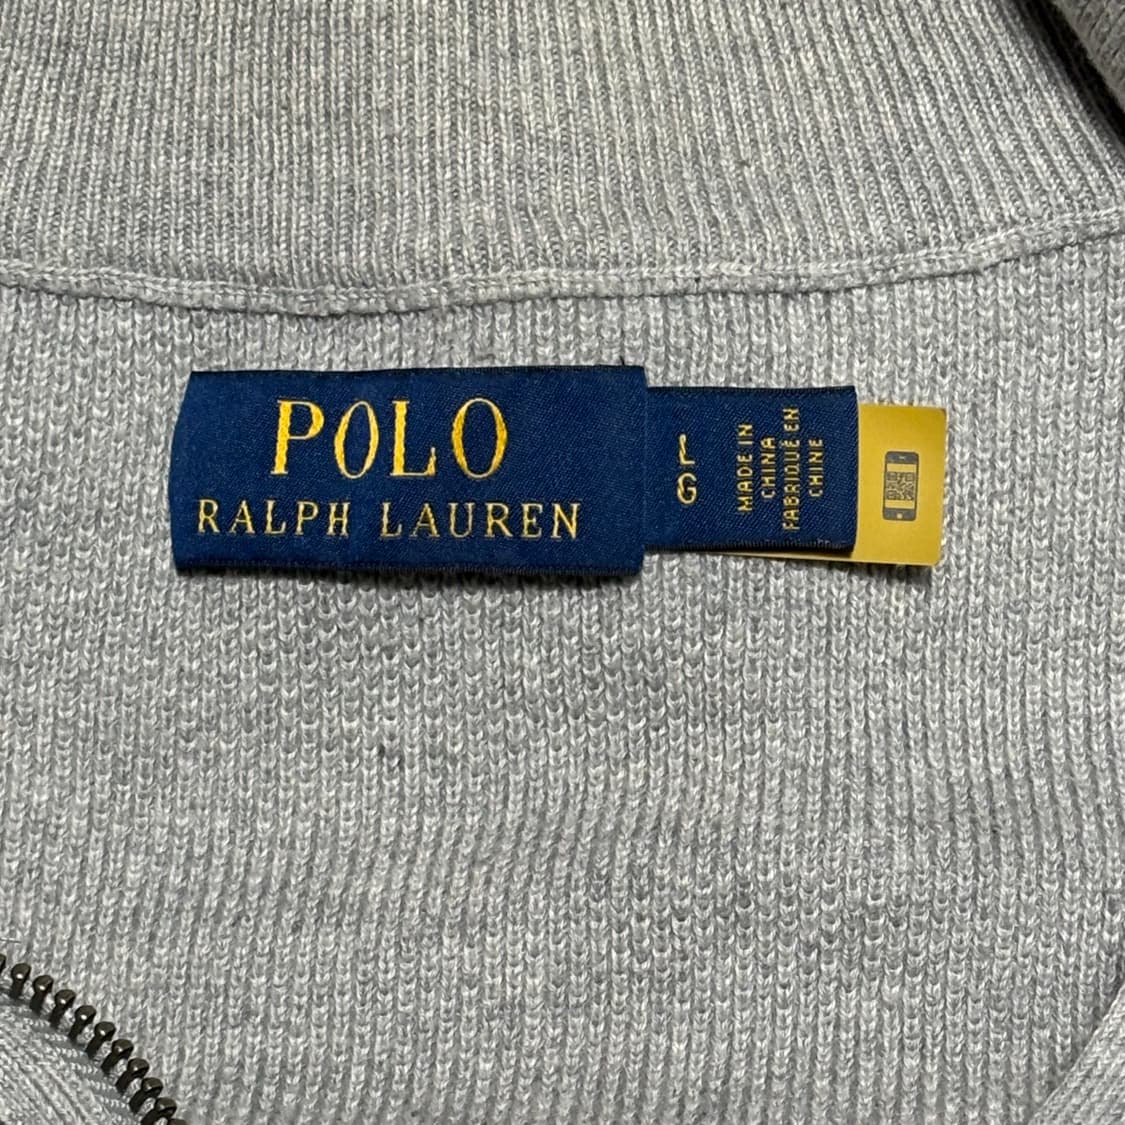 POLO
RALPH LAUREN
L
G
MADE IN
CHINA
FABRIQUÉ EN
CHINE